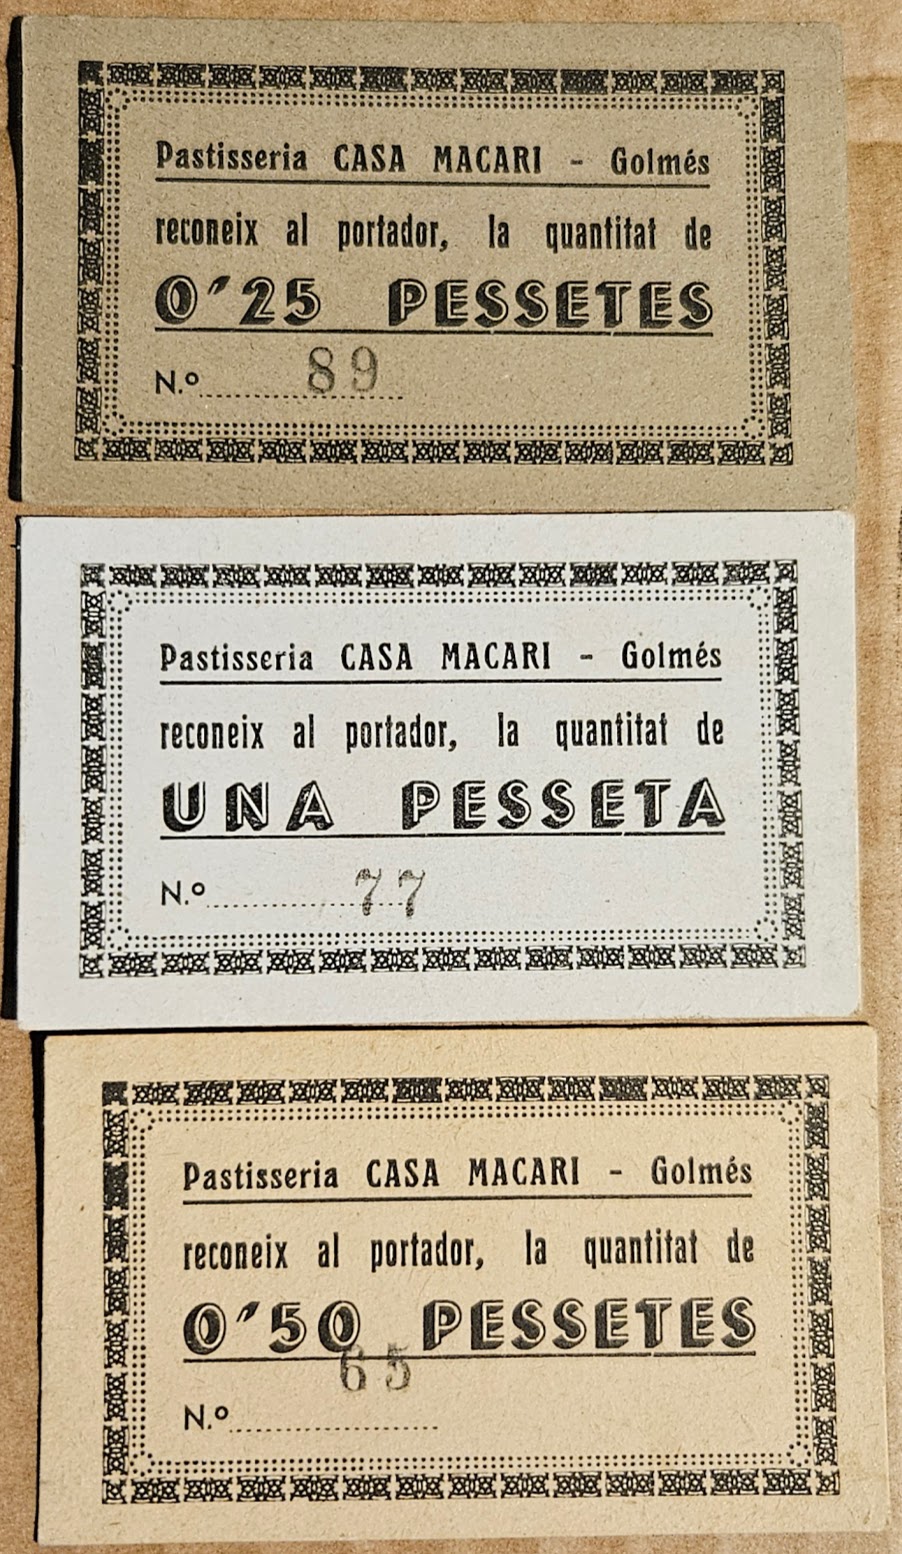 Pastisseria CASA MACARI - Golmés
reconeix al portador, la quantitat de
0'25 PESSETES
N.º 89
Pastisseria CASA MACARI - Golmés
reconeix al portador, la quantitat de
UNA PESSETA
N.º 77
Pastisseria CASA MACARI - Golmés
reconeix al portador, la quantitat de
0'50 PESSETES
65
N.º